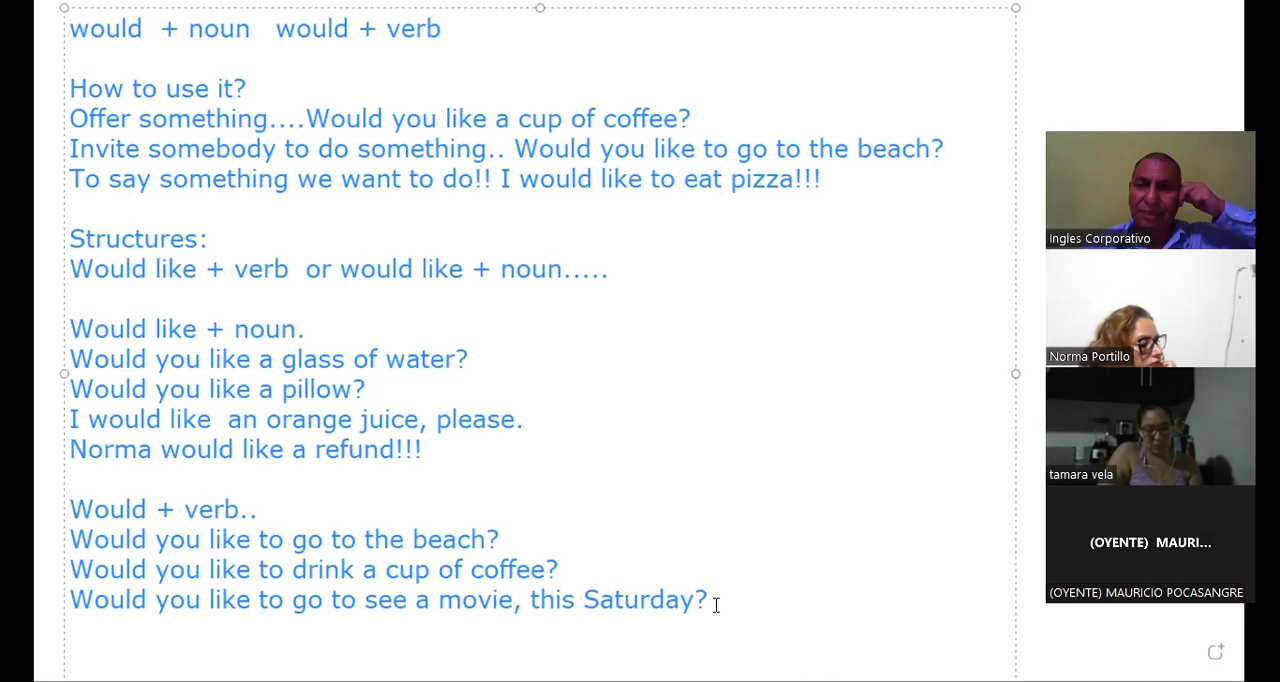 would + noun would + verb
How to use it?
Offer something....Would you like a cup of coffee?
Invite somebody to do something.. Would you like to go to the beach?
To say something we want to do!! I would like to eat pizza!!!
Structures:
Would like + verb or would like + noun.....
Would like + noun.
Would you like a glass of water?
Would you like a pillow?
I would like an orange juice, please.
Norma would like a refund!!!
Would + verb..
Would you like to go to the beach?
Would you like to drink a cup of coffee?
Would you like to go to see a movie, this Saturday?
Ingles Corporativo
Norma Portillo
tamara vela
(OYENTE) MAURI...
(OYENTE) MAURICIO POCASANGRE